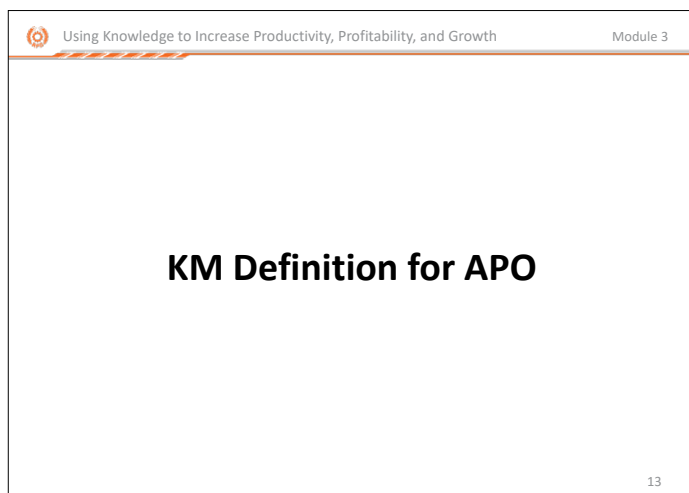 Using Knowledge to Increase Productivity, Profitability, and Growth Module 3
KM Definition for APO
13